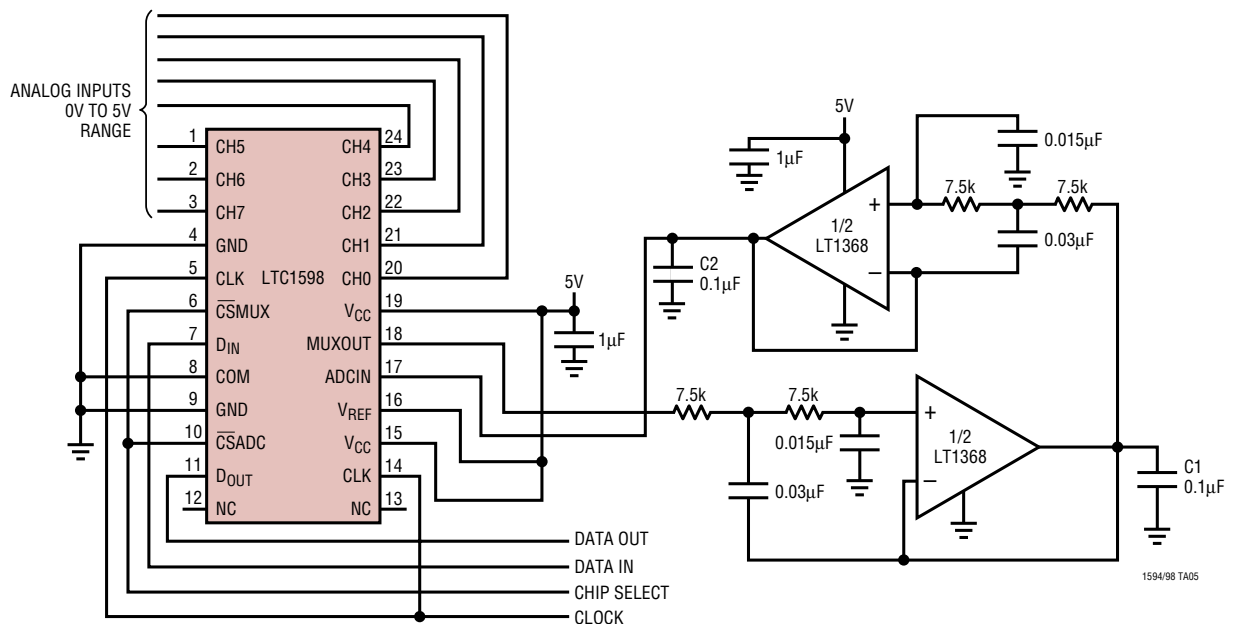 ANALOG INPUTS
0V TO 5V
RANGE
1 CH5
2 CH6
3 CH7
4 GND
5 CLK
6 C̅S̅MUX
7 DIN
8 COM
9 GND
10 C̅S̅ADC
11 DOUT
12 NC
LTC1598
CH4 24
CH3 23
CH2 22
CH1 21
CH0 20
VCC 19
MUXOUT 18
ADCIN 17
VREF 16
VCC 15
CLK 14
NC 13
5V
1µF
5V
1µF
1/2
LT1368
+
−
C2
0.1µF
0.015µF
7.5k
7.5k
0.03µF
7.5k
7.5k
0.015µF
0.03µF
+
−
1/2
LT1368
C1
0.1µF
DATA OUT
DATA IN
CHIP SELECT
CLOCK
1594/98 TA05